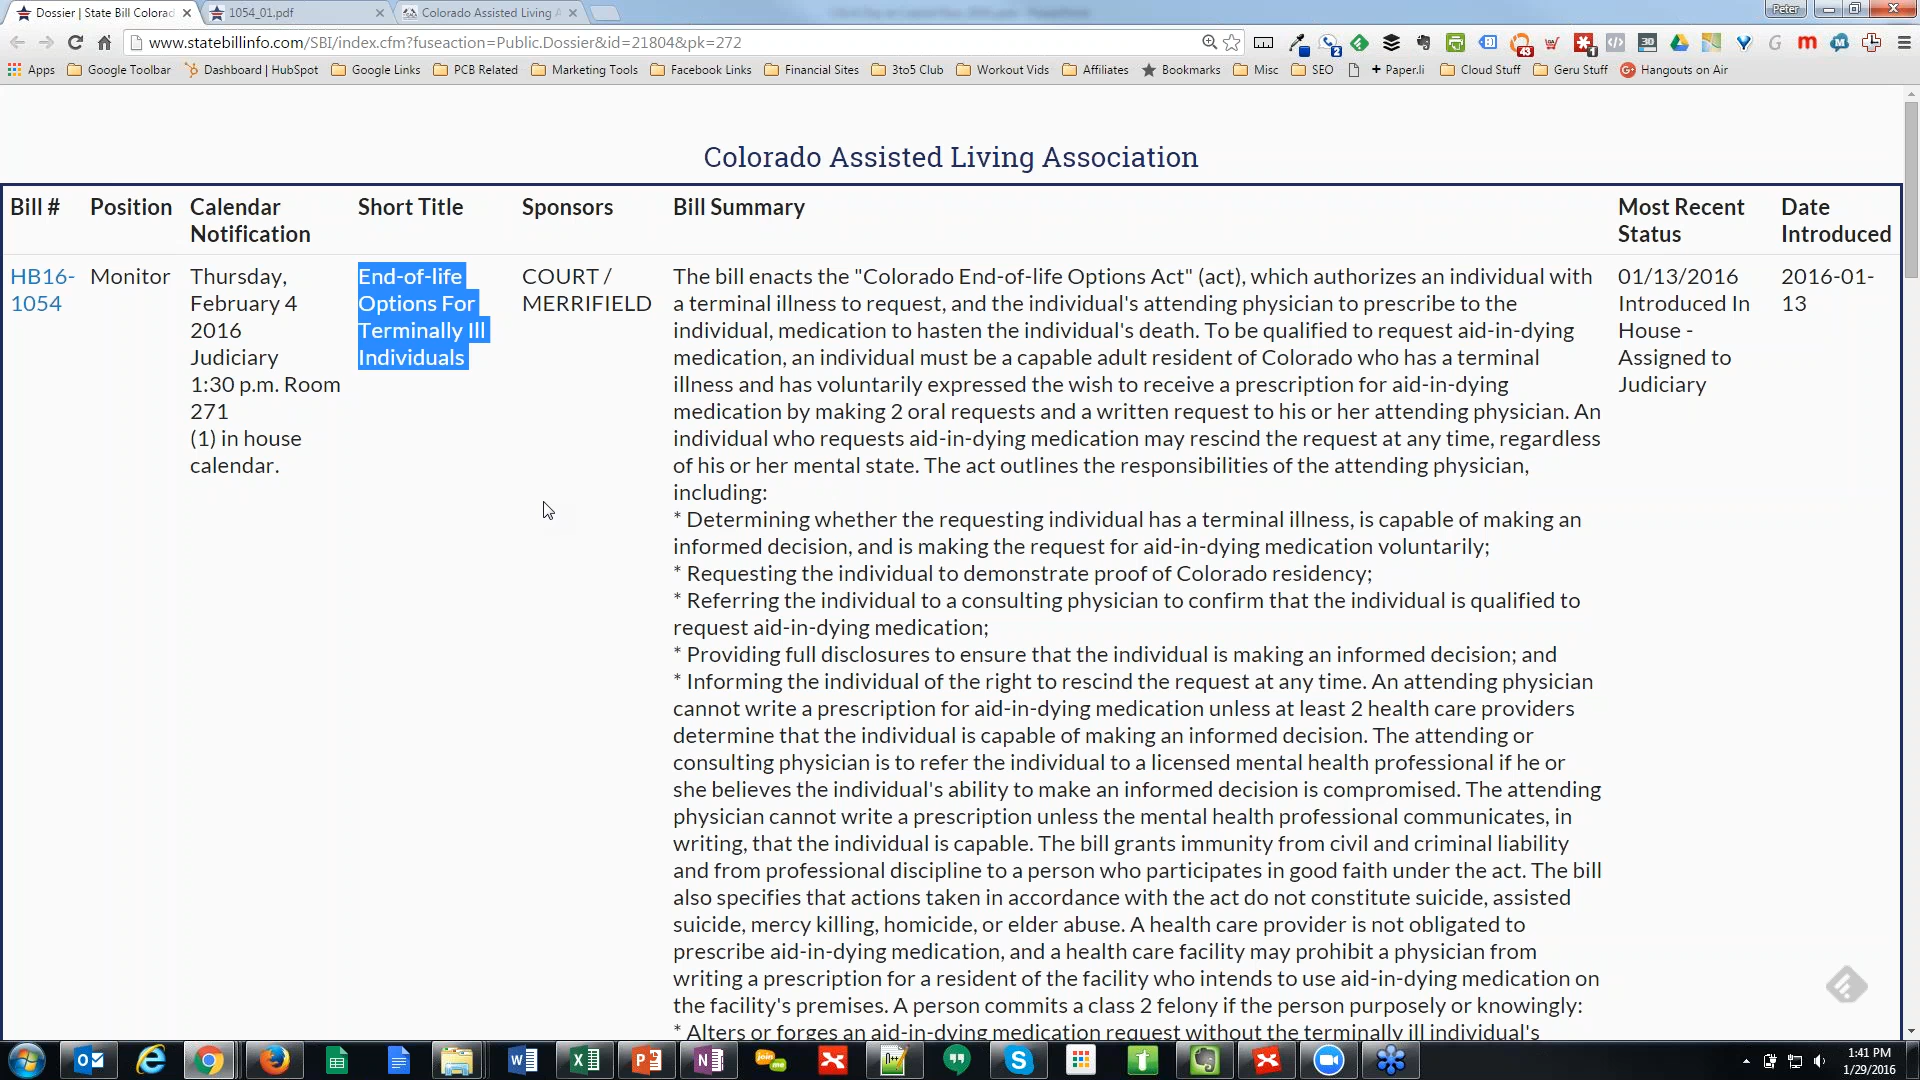 Dossier | State Bill Colorad
1054_01.pdf
Colorado Assisted Living A
Peter
www.statebillinfo.com/SBI/index.cfm?fuseaction=Public.Dossier&id=21804&pk=272
Apps
Google Toolbar
Dashboard | HubSpot
Google Links
PCB Related
Marketing Tools
Facebook Links
Financial Sites
3to5 Club
Workout Vids
Affiliates
Bookmarks
Misc
SEO
+ Paper.li
Cloud Stuff
Geru Stuff
Hangouts on Air
Colorado Assisted Living Association
Bill #
Position
Calendar
Notification
Short Title
Sponsors
Bill Summary
Most Recent
Status
Date
Introduced
HB16-
1054
Monitor
Thursday,
February 4
2016
Judiciary
1:30 p.m. Room
271
(1) in house
calendar.
End-of-life
Options For
Terminally Ill
Individuals
COURT /
MERRIFIELD
The bill enacts the "Colorado End-of-life Options Act" (act), which authorizes an individual with
a terminal illness to request, and the individual's attending physician to prescribe to the
individual, medication to hasten the individual's death. To be qualified to request aid-in-dying
medication, an individual must be a capable adult resident of Colorado who has a terminal
illness and has voluntarily expressed the wish to receive a prescription for aid-in-dying
medication by making 2 oral requests and a written request to his or her attending physician. An
individual who requests aid-in-dying medication may rescind the request at any time, regardless
of his or her mental state. The act outlines the responsibilities of the attending physician,
including:
* Determining whether the requesting individual has a terminal illness, is capable of making an
informed decision, and is making the request for aid-in-dying medication voluntarily;
* Requesting the individual to demonstrate proof of Colorado residency;
* Referring the individual to a consulting physician to confirm that the individual is qualified to
request aid-in-dying medication;
* Providing full disclosures to ensure that the individual is making an informed decision; and
* Informing the individual of the right to rescind the request at any time. An attending physician
cannot write a prescription for aid-in-dying medication unless at least 2 health care providers
determine that the individual is capable of making an informed decision. The attending or
consulting physician is to refer the individual to a licensed mental health professional if he or
she believes the individual's ability to make an informed decision is compromised. The attending
physician cannot write a prescription unless the mental health professional communicates, in
writing, that the individual is capable. The bill grants immunity from civil and criminal liability
and from professional discipline to a person who participates in good faith under the act. The bill
also specifies that actions taken in accordance with the act do not constitute suicide, assisted
suicide, mercy killing, homicide, or elder abuse. A health care provider is not obligated to
prescribe aid-in-dying medication, and a health care facility may prohibit a physician from
writing a prescription for a resident of the facility who intends to use aid-in-dying medication on
the facility's premises. A person commits a class 2 felony if the person purposely or knowingly:
* Alters or forges an aid-in-dying medication request without the terminally ill individual's
01/13/2016
Introduced In
House -
Assigned to
Judiciary
2016-01-
13
1:41 PM
1/29/2016